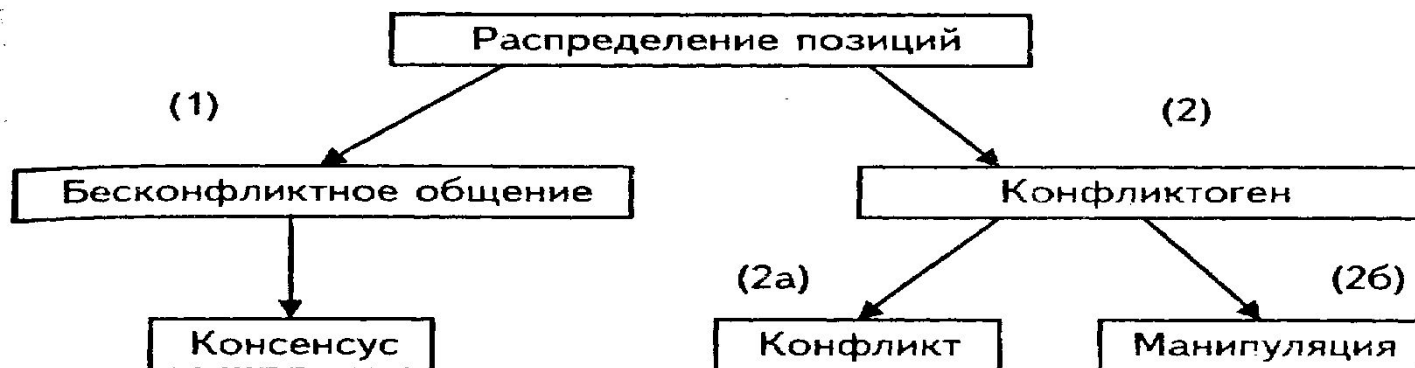 Распределение позиций
(1)
(2)
Бесконфликтное общение
Конфликтоген
(2а)
(2б)
Консенсус
Конфликт
Манипуляция